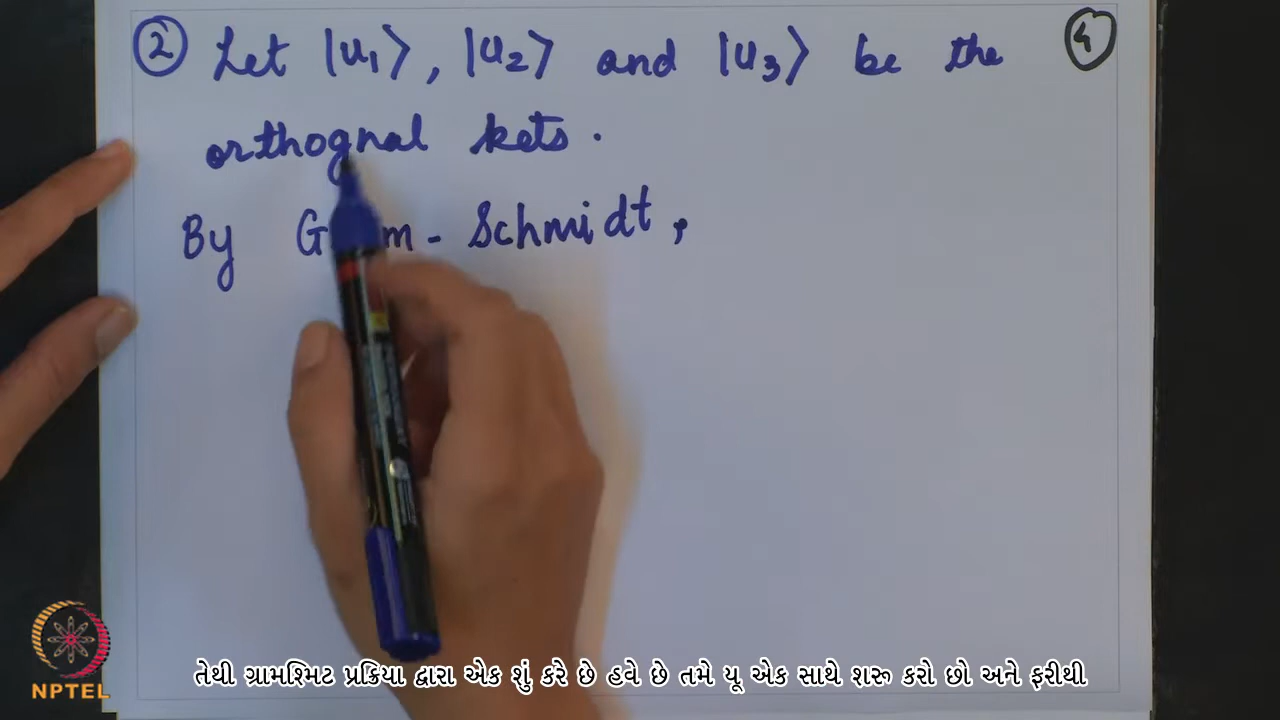 ② Let |u₁⟩, |u₂⟩ and |u₃⟩ be the
④
orthognal kets.
By G m - Schmidt,
NPTEL
તેથી ગ્રામશ્મિટ પ્રક્રિયા દ્વારા એક શું કરે છે હવે છે તમે યૂ એક સાથે શરૂ કરો છો અને ફરીથી